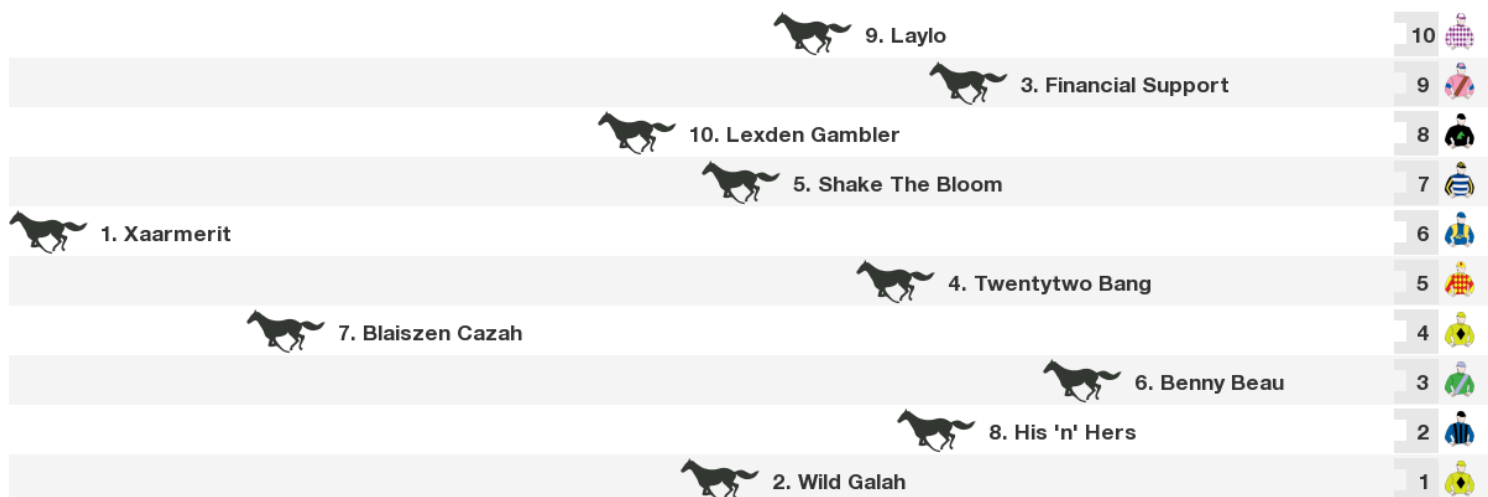 9. Laylo 10
3. Financial Support 9
10. Lexden Gambler 8
5. Shake The Bloom 7
1. Xaarmerit 6
4. Twentytwo Bang 5
7. Blaiszen Cazah 4
6. Benny Beau 3
8. His 'n' Hers 2
2. Wild Galah 1